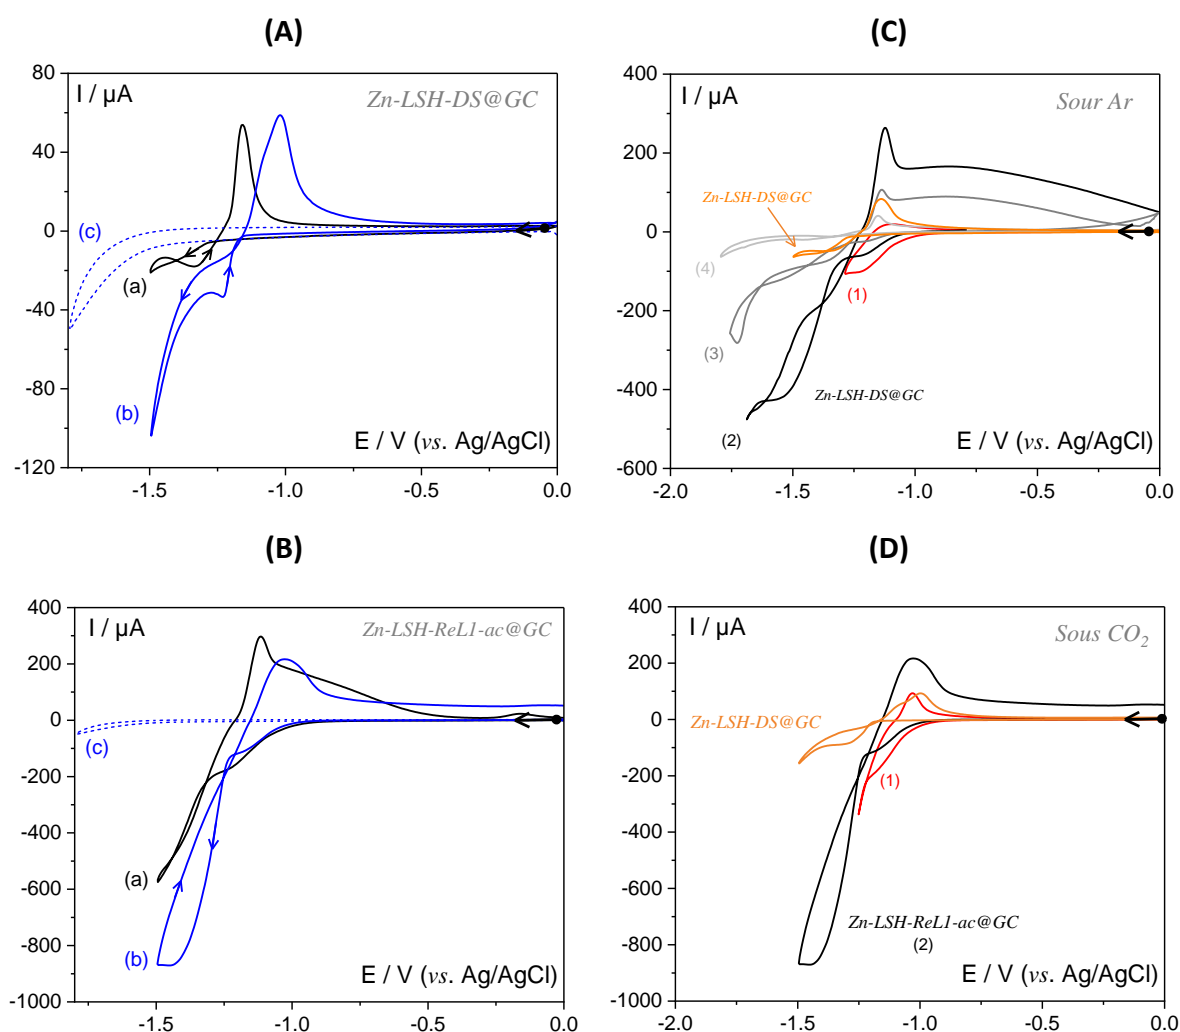 (A)
80
40
0
-40
-80
-120
I / µA
Zn-LSH-DS@GC
(c)
(a)
(b)
E / V (vs. Ag/AgCl)
-1.5
-1.0
-0.5
0.0
(C)
400
200
0
-200
-400
-600
I / µA
Sour Ar
Zn-LSH-DS@GC
(4)
(1)
(3)
Zn-LSH-DS@GC
(2)
E / V (vs. Ag/AgCl)
-2.0
-1.5
-1.0
-0.5
0.0
(B)
400
200
0
-200
-400
-600
-800
-1000
I / µA
Zn-LSH-ReL1-ac@GC
(c)
(a)
(b)
E / V (vs. Ag/AgCl)
-1.5
-1.0
-0.5
0.0
(D)
400
200
0
-200
-400
-600
-800
-1000
I / µA
Sous CO2
Zn-LSH-DS@GC
(1)
Zn-LSH-ReL1-ac@GC
(2)
E / V (vs. Ag/AgCl)
-2.0
-1.5
-1.0
-0.5
0.0